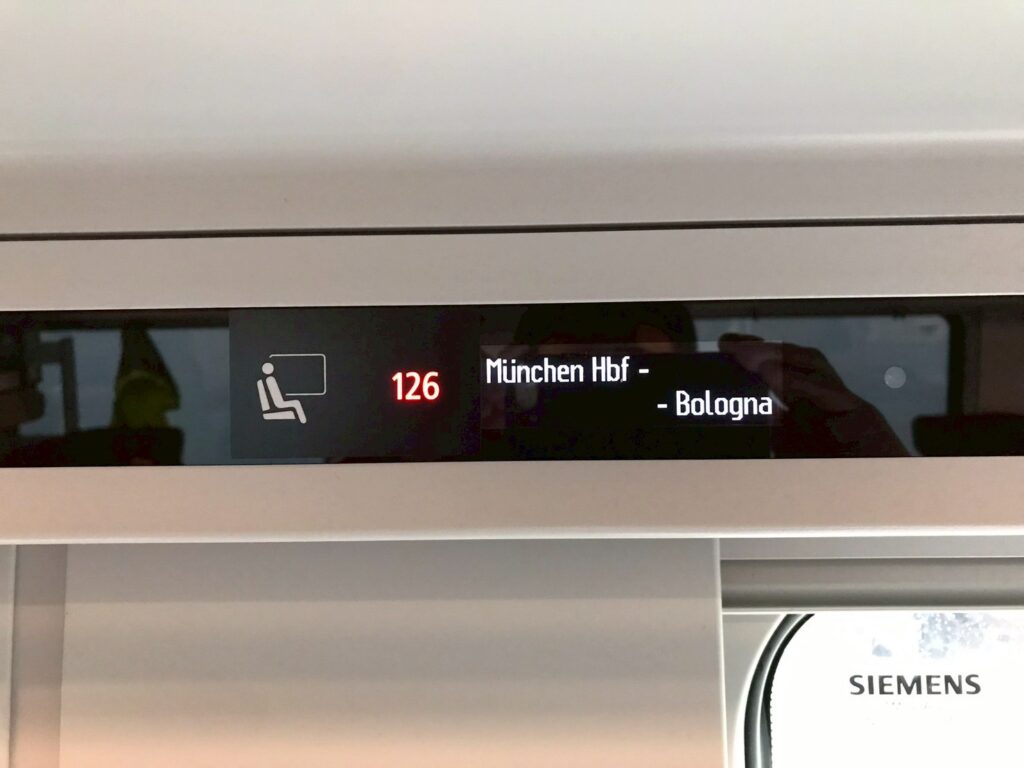 126
München Hbf -
- Bologna
SIEMENS